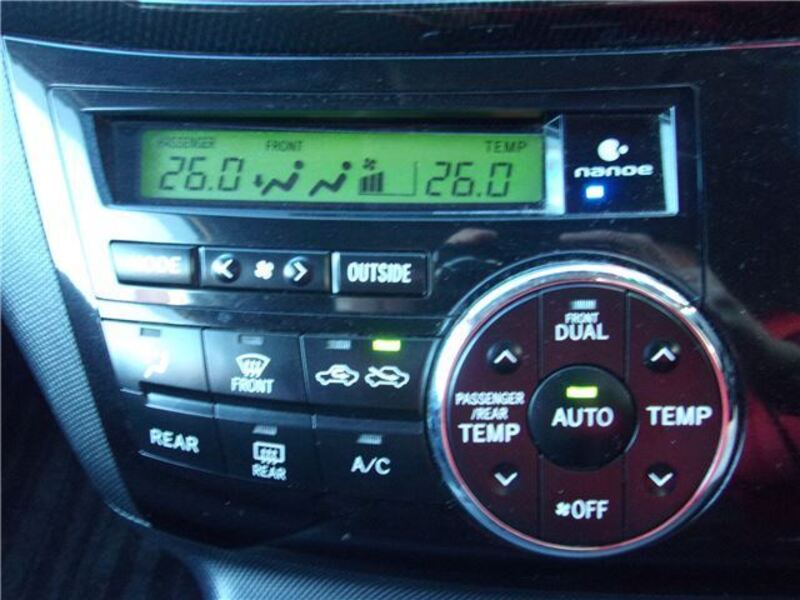 PASSENGER FRONT TEMP
26.0 26.0
nanoe
MODE OUTSIDE
FRONT
DUAL
FRONT
PASSENGER
/REAR
TEMP
AUTO
TEMP
REAR
REAR
A/C
OFF